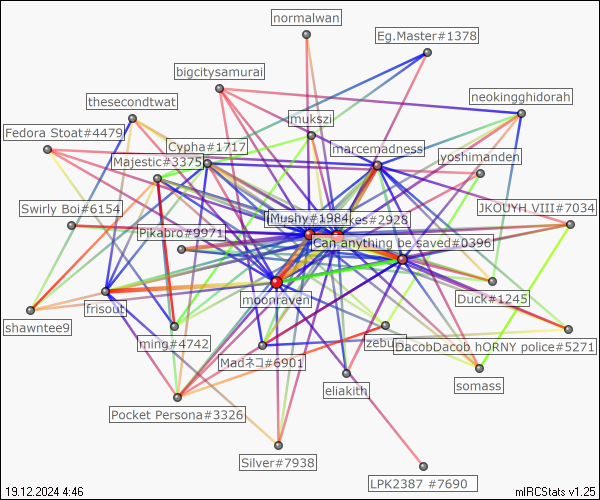 normalwan
Eg.Master#1378
bigcitysamurai
thesecondtwat
neokingghidorah
mukszi
Fedora Stoat#4479
Cypha#1717
marcemadness
Majestic#3375
yoshimanden
Swirly Boi#6154
JKOUYH VIII#7034
Mushy#1984
akes#2928
Pikabro#9971
Can anything be saved#0396
moonraven
frisout
Duck#1245
shawntee9
ming#4742
zebu
DacobDacob hORNY police#5271
Madネコ#6901
eliakith
somass
Pocket Persona#3326
Silver#7938
LPK2387 #7690
19.12.2024 4:46
mIRCStats v1.25